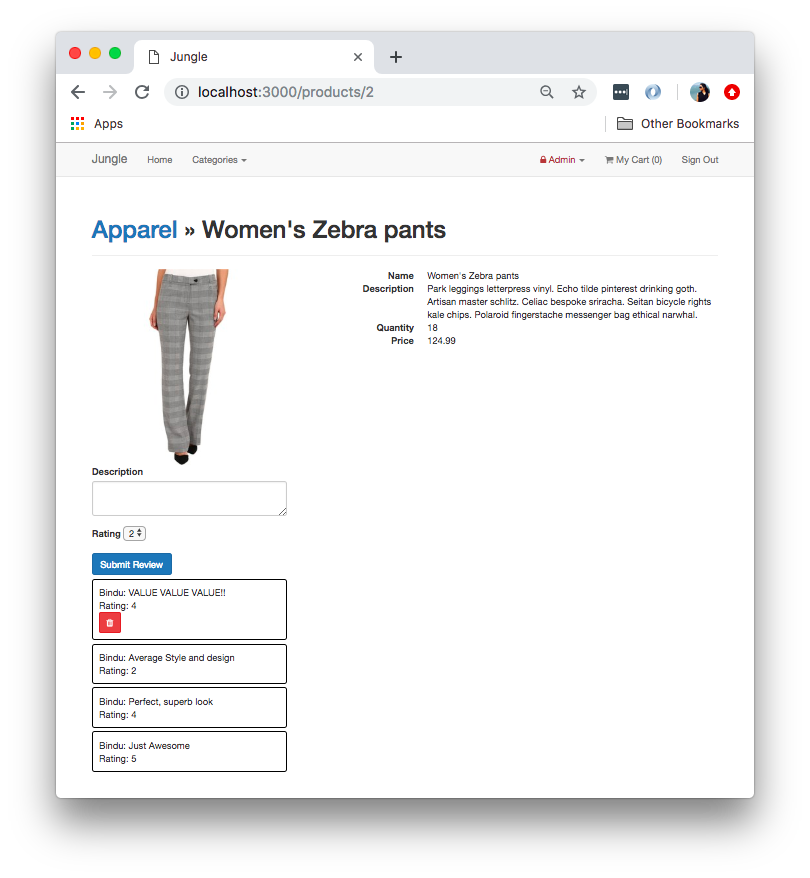 Jungle
localhost:3000/products/2
Apps
Other Bookmarks
Jungle Home Categories Admin My Cart (0) Sign Out
Apparel » Women's Zebra pants
Name Women's Zebra pants
Description Park leggings letterpress vinyl. Echo tilde pinterest drinking goth.
Artisan master schlitz. Celiac bespoke sriracha. Seitan bicycle rights
kale chips. Polaroid fingerstache messenger bag ethical narwhal.
Quantity 18
Price 124.99
Description
Rating 2
Submit Review
Bindu: VALUE VALUE VALUE!!
Rating: 4
Bindu: Average Style and design
Rating: 2
Bindu: Perfect, superb look
Rating: 4
Bindu: Just Awesome
Rating: 5